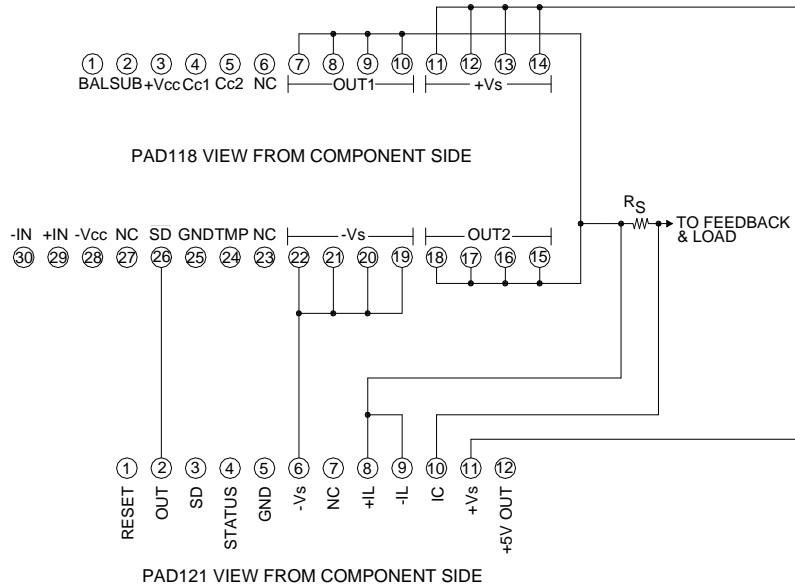 1 2 3 4 5 6 7 8 9 10 11 12 13 14
BAL SUB +Vcc Cc1 Cc2 NC OUT1 +Vs
PAD118 VIEW FROM COMPONENT SIDE
RS
TO FEEDBACK
& LOAD
-IN +IN -Vcc NC SD GND TMP NC -Vs OUT2
30 29 28 27 26 25 24 23 22 21 20 19 18 17 16 15
1 2 3 4 5 6 7 8 9 10 11 12
RESET OUT SD STATUS GND -Vs NC +IL -IL IC +Vs +5V OUT
PAD121 VIEW FROM COMPONENT SIDE